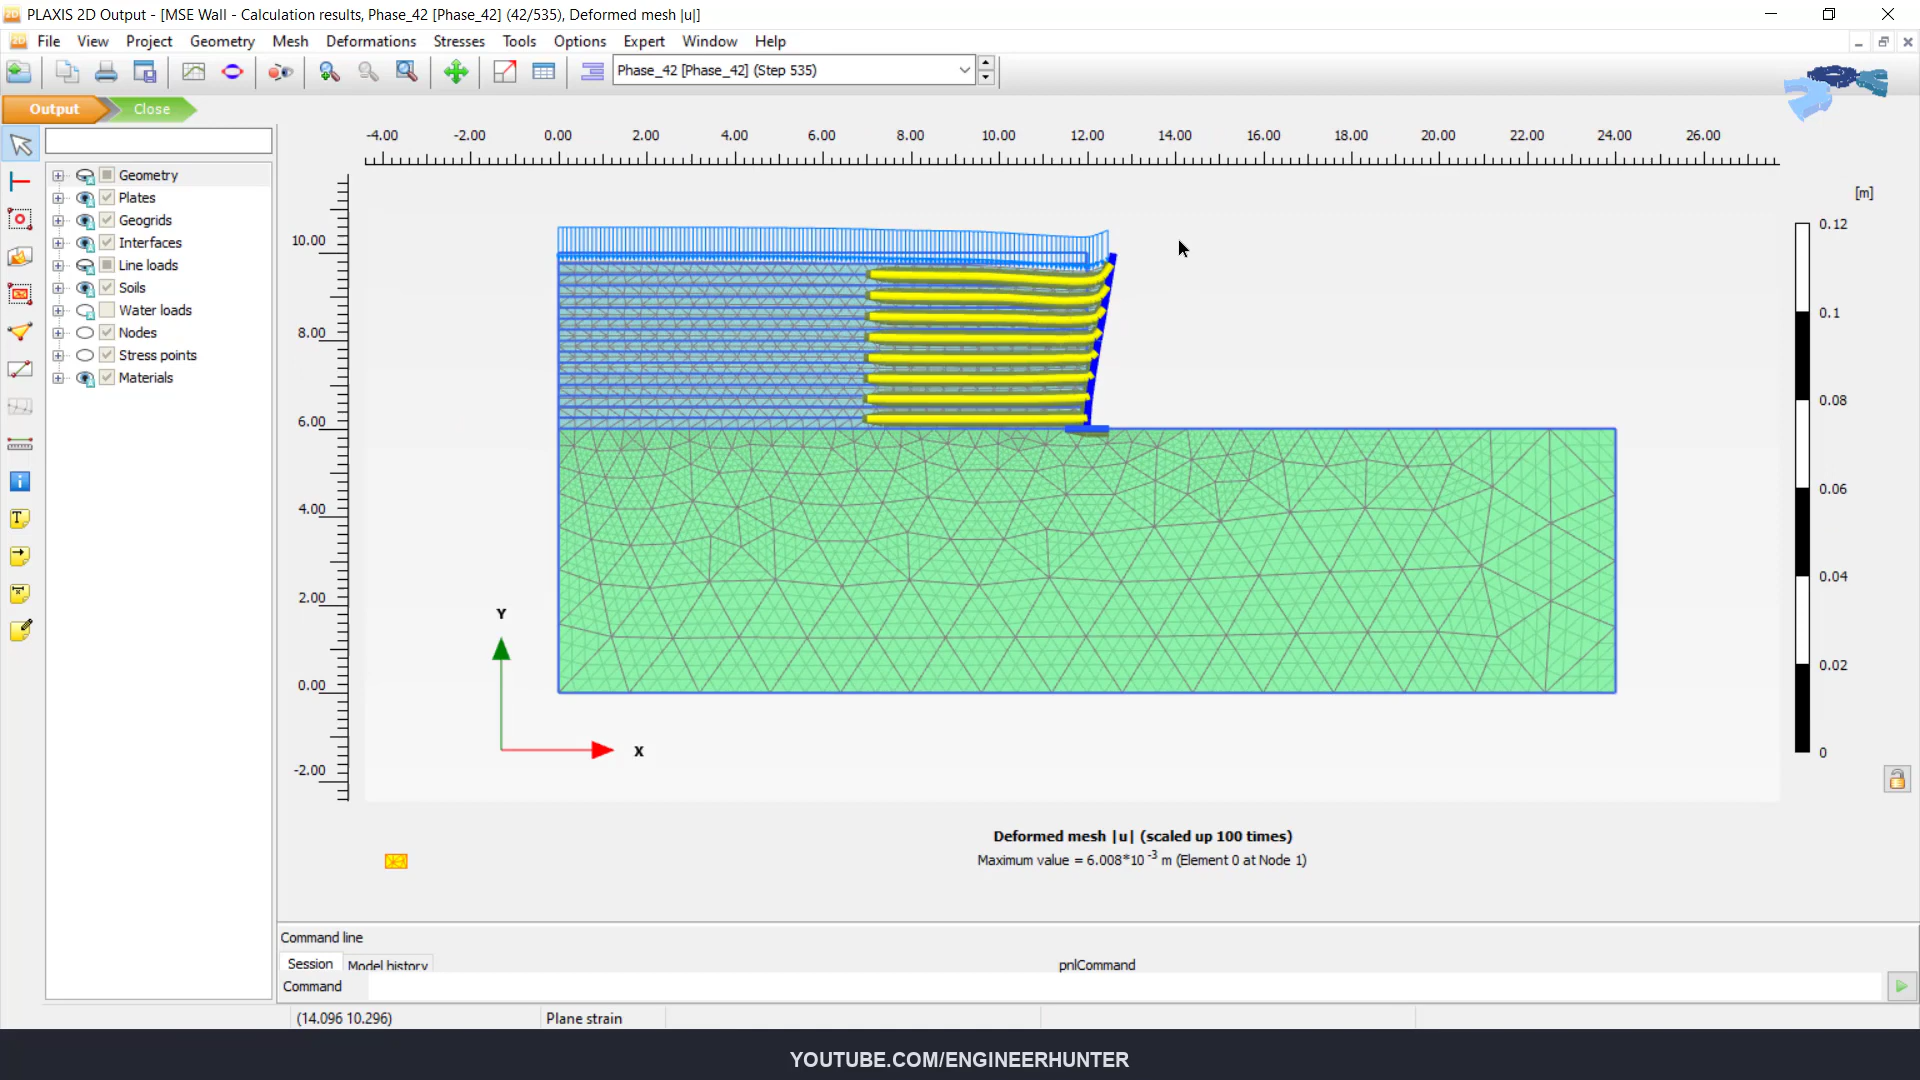 PLAXIS 2D Output - [MSE Wall - Calculation results, Phase_42 [Phase_42] (42/535), Deformed mesh |u|]
File View Project Geometry Mesh Deformations Stresses Tools Options Expert Window Help
Phase_42 [Phase_42] (Step 535)
Output Close
-4.00 -2.00 0.00 2.00 4.00 6.00 8.00 10.00 12.00 14.00 16.00 18.00 20.00 22.00 24.00 26.00
Geometry
Plates
Geogrids
Interfaces
Line loads
Soils
Water loads
Nodes
Stress points
Materials
10.00
8.00
6.00
4.00
2.00
0.00
-2.00
Y
X
[m]
0.12
0.1
0.08
0.06
0.04
0.02
0
Deformed mesh |u| (scaled up 100 times)
Maximum value = 6.008*10 -3 m (Element 0 at Node 1)
Command line
Session Model history
pnlCommand
Command
(14.096 10.296) Plane strain
YOUTUBE.COM/ENGINEERHUNTER